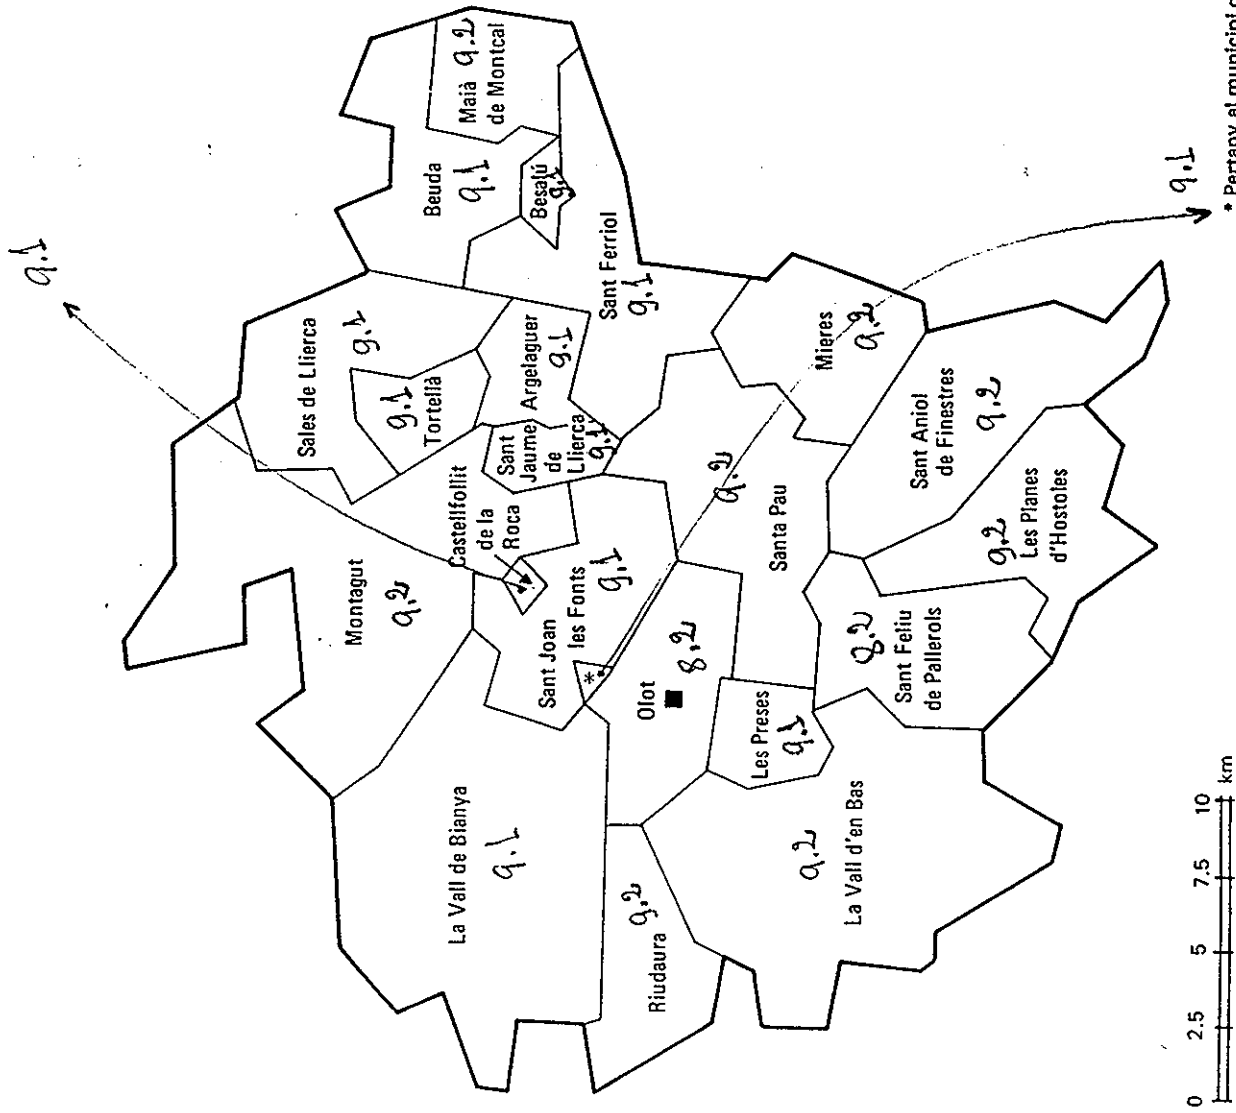 9.1
Montagut
9.2
Sales de Llierca
9.1
9.1
Tortellà
Beuda
9.1
Maià 9.2
de Montcal
Besalú
9.1
Argelaguer
9.1
Sant
Jaume
de
Llierca
9.1
Castellfollit
de la
Roca
Sant Ferriol
9.1
La Vall de Bianya
9.1
Sant Joan
les Fonts
9.1
*
Olot
8.2
Riudaura
9.2
Les Preses
9.1
Santa Pau
9.2
Mieres
9.2
La Vall d'en Bas
9.2
Sant Feliu
de Pallerols
Sant Aniol
de Finestres
9.2
9.2
Les Planes
d'Hostoles
9.1
* Pertany al municipi
0 2.5 5 7.5 10 km